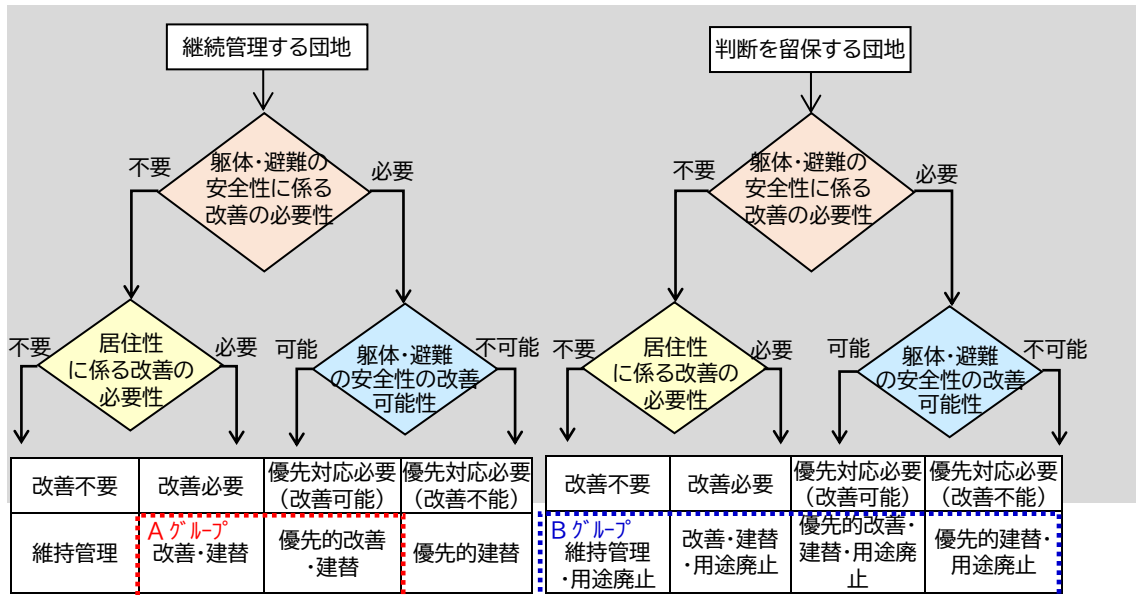 継続管理する団地
判断を留保する団地
躯体・避難の
安全性に係る
改善の必要性
不要
必要
躯体・避難の
安全性に係る
改善の必要性
不要
必要
居住性
に係る改善の
必要性
不要
必要
躯体・避難
の安全性の改善
可能性
可能
不可能
居住性
に係る改善の
必要性
不要
必要
躯体・避難
の安全性の改善
可能性
可能
不可能
改善不要
改善必要
優先対応必要
（改善可能）
優先対応必要
（改善不能）
維持管理
Aグループ
改善・建替
優先的改善
・建替
優先的建替
改善不要
改善必要
優先対応必要
（改善可能）
優先対応必要
（改善不能）
Bグループ
維持管理
・用途廃止
改善・建替
・用途廃止
優先的改善・
建替・用途廃
止
優先的建替・
用途廃止